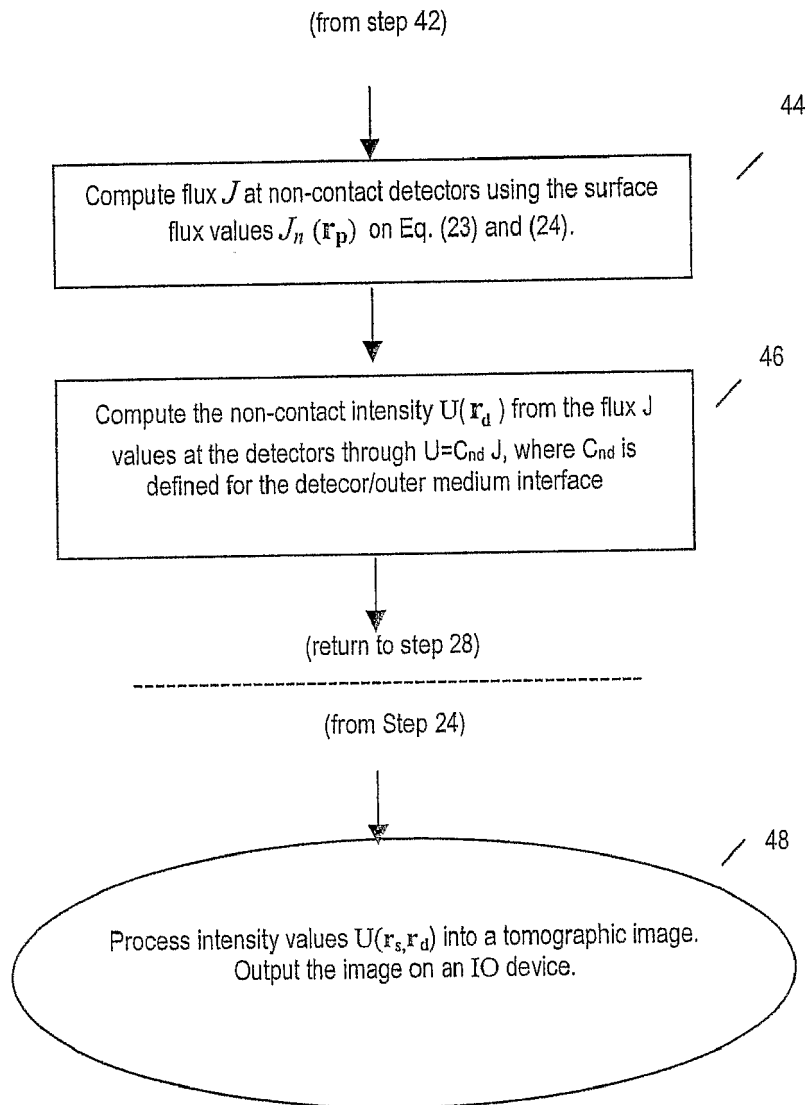 (from step 42)
44
Compute flux J at non-contact detectors using the surface
flux values Jn (rp) on Eq. (23) and (24).
46
Compute the non-contact intensity U(rd) from the flux J
values at the detectors through U=Cnd J, where Cnd is
defined for the detecor/outer medium interface
(return to step 28)
(from Step 24)
48
Process intensity values U(rs,rd) into a tomographic image.
Output the image on an IO device.